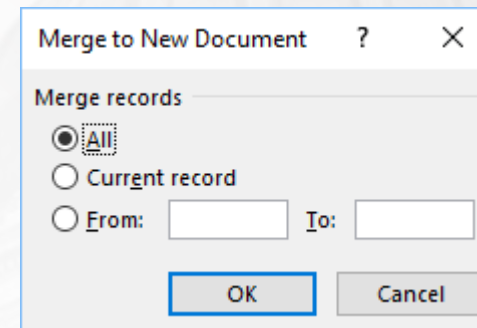 Merge to New Document ? ×
Merge records
All
Current record
From: To:
OK Cancel